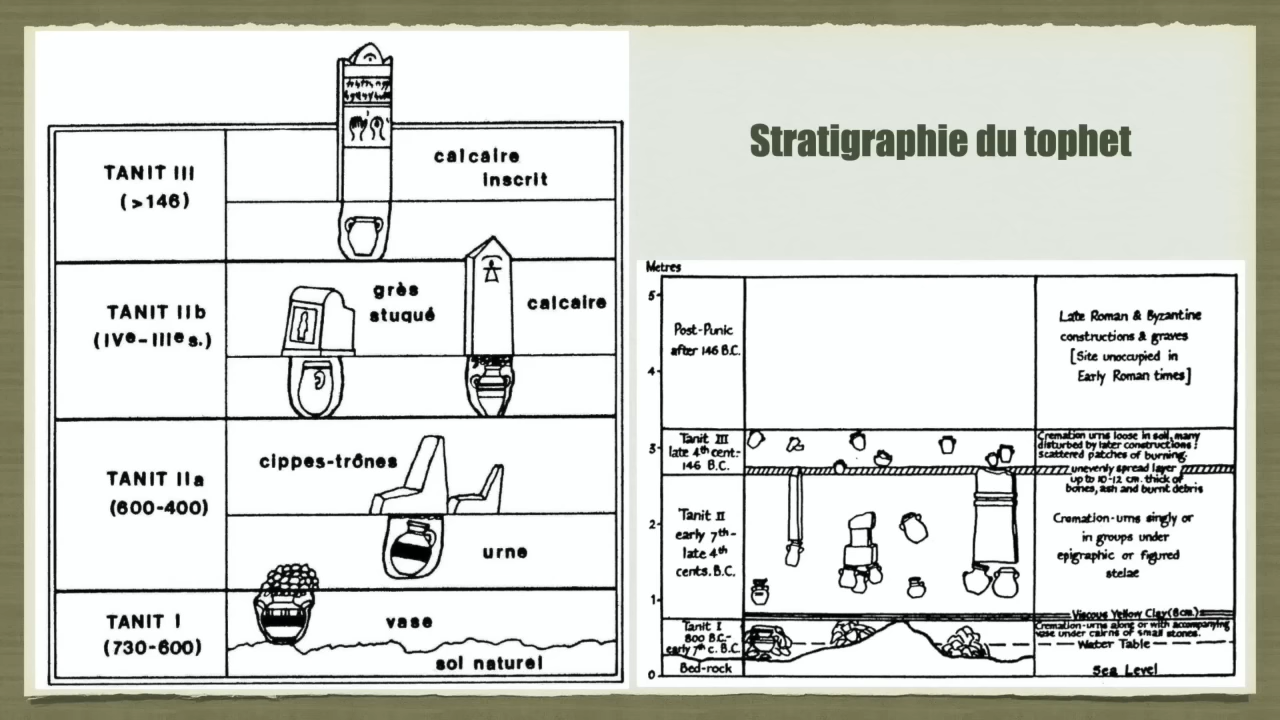 Stratigraphie du tophet
TANIT III
(>146)
calcaire
inscrit
TANIT IIb
(IVe-IIIe s.)
grès
stuqué
calcaire
TANIT IIa
(600-400)
cippes-trônes
urne
TANIT I
(730-600)
vase
sol naturel
Metres
5
4
3
2
1
0
Post-Punic
after 146 B.C.
Late Roman & Byzantine
constructions & graves
[Site unoccupied in
Early Roman times]
Tanit III
late 4th cent.-
146 B.C.
Cremation urns loose in soil, many
disturbed by later constructions;
scattered patches of burning.
unevenly spread layer
up to 10-12 cm. thick of
bones, ash and burnt debris
Tanit II
early 7th-
late 4th
cents. B.C.
Cremation-urns singly or
in groups under
epigraphic or figured
stelae
Viscous Yellow Clay (8cm)
Tanit I
800 B.C.-
early 7th c. B.C.
Cremation-urns along or with accompanying
vase under cairns of small stones.
Water Table
Bed-rock
Sea Level